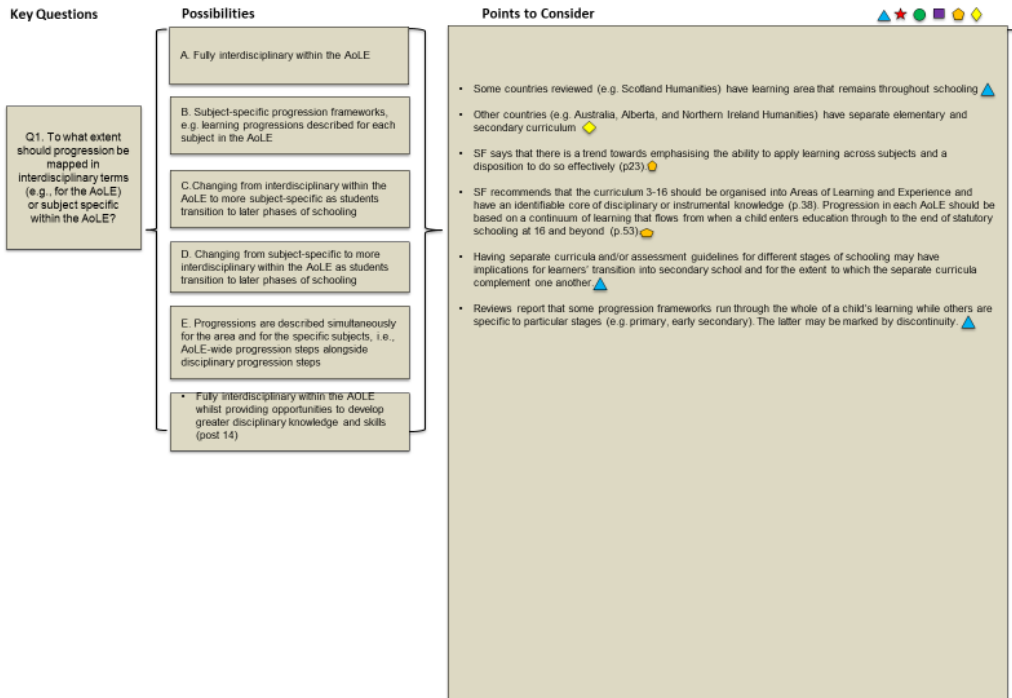 Key Questions
Possibilities
Points to Consider
Q1. To what extent
should progression be
mapped in
interdisciplinary terms
(e.g., for the AoLE)
or subject specific
within the AoLE?
A. Fully interdisciplinary within the AoLE
B. Subject-specific progression frameworks,
e.g. learning progressions described for each
subject in the AoLE
C.Changing from interdisciplinary within the
AoLE to more subject-specific as students
transition to later phases of schooling
D. Changing from subject-specific to more
interdisciplinary within the AoLE as students
transition to later phases of schooling
E. Progressions are described simultaneously
for the area and for the specific subjects, i.e.,
AoLE-wide progression steps alongside
disciplinary progression steps
• Fully interdisciplinary within the AOLE
whilst providing opportunities to develop
greater disciplinary knowledge and skills
(post 14)
• Some countries reviewed (e.g. Scotland Humanities) have learning area that remains throughout schooling
• Other countries (e.g. Australia, Alberta, and Northern Ireland Humanities) have separate elementary and
secondary curriculum
• SF says that there is a trend towards emphasising the ability to apply learning across subjects and a
disposition to do so effectively (p23).
• SF recommends that the curriculum 3-16 should be organised into Areas of Learning and Experience and
have an identifiable core of disciplinary or instrumental knowledge (p.38). Progression in each AoLE should be
based on a continuum of learning that flows from when a child enters education through to the end of statutory
schooling at 16 and beyond (p.53)
• Having separate curricula and/or assessment guidelines for different stages of schooling may have
implications for learners' transition into secondary school and for the extent to which the separate curricula
complement one another.
• Reviews report that some progression frameworks run through the whole of a child's learning while others are
specific to particular stages (e.g. primary, early secondary). The latter may be marked by discontinuity.